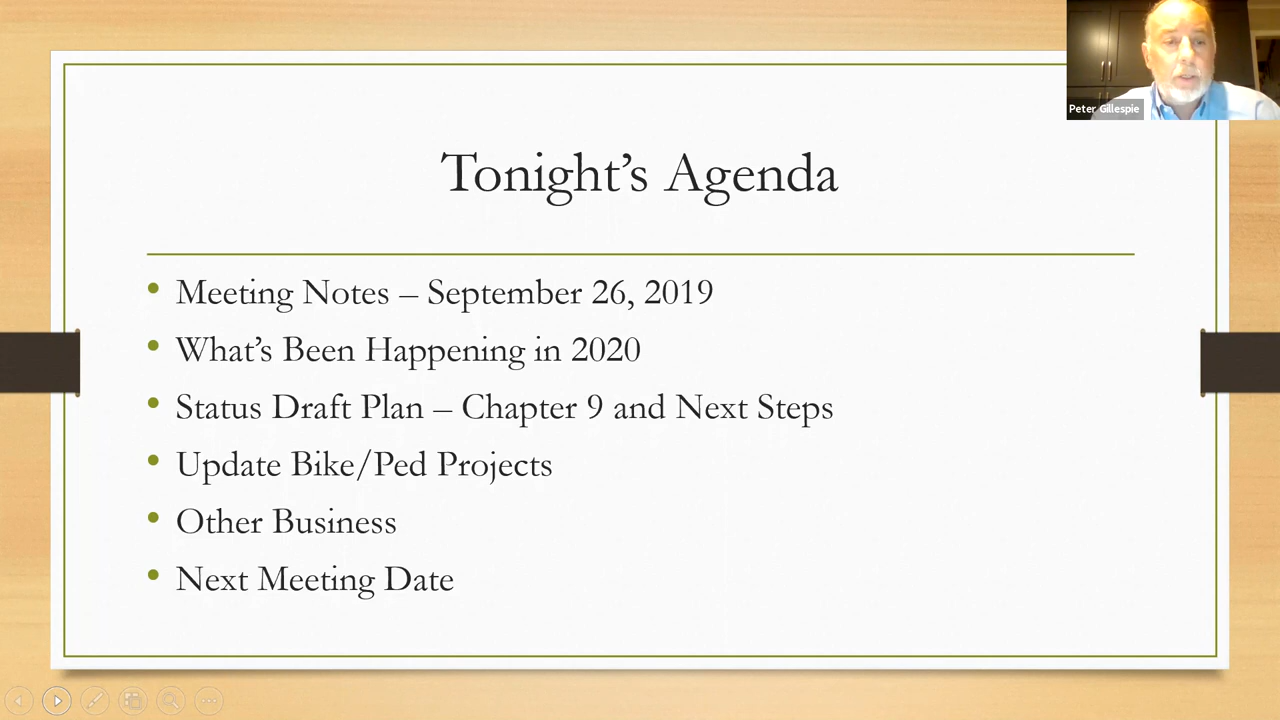 Peter Gillespie
Tonight’s Agenda
• Meeting Notes – September 26, 2019
• What’s Been Happening in 2020
• Status Draft Plan – Chapter 9 and Next Steps
• Update Bike/Ped Projects
• Other Business
• Next Meeting Date